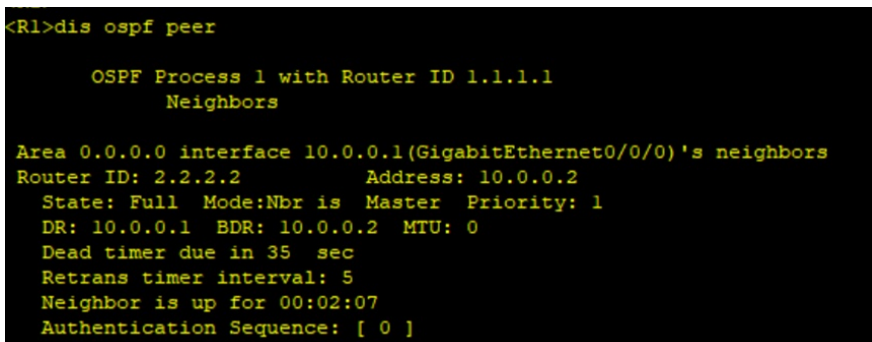 <R1>dis ospf peer
OSPF Process 1 with Router ID 1.1.1.1
Neighbors
Area 0.0.0.0 interface 10.0.0.1(GigabitEthernet0/0/0)'s neighbors
Router ID: 2.2.2.2 Address: 10.0.0.2
State: Full Mode:Nbr is Master Priority: 1
DR: 10.0.0.1 BDR: 10.0.0.2 MTU: 0
Dead timer due in 35 sec
Retrans timer interval: 5
Neighbor is up for 00:02:07
Authentication Sequence: [ 0 ]